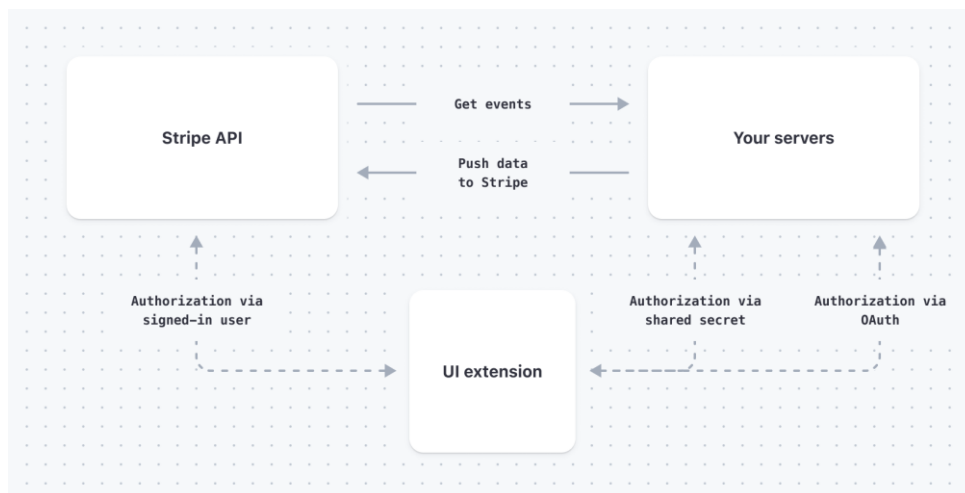 Stripe API
Get events
Your servers
Push data
to Stripe
Authorization via
signed-in user
Authorization via
shared secret
Authorization via
OAuth
UI extension